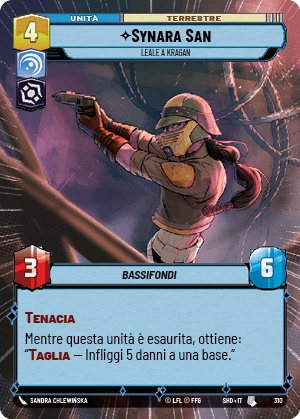 4
UNITÀ
TERRESTRE
✧SYNARA SAN
LEALE A KRAGAN
3
BASSIFONDI
6
TENACIA
Mentre questa unità è esaurita, ottiene:
"TAGLIA — Infliggi 5 danni a una base."
SANDRA CHLEWIŃSKA
© LFL © FFG
SHD • IT
310